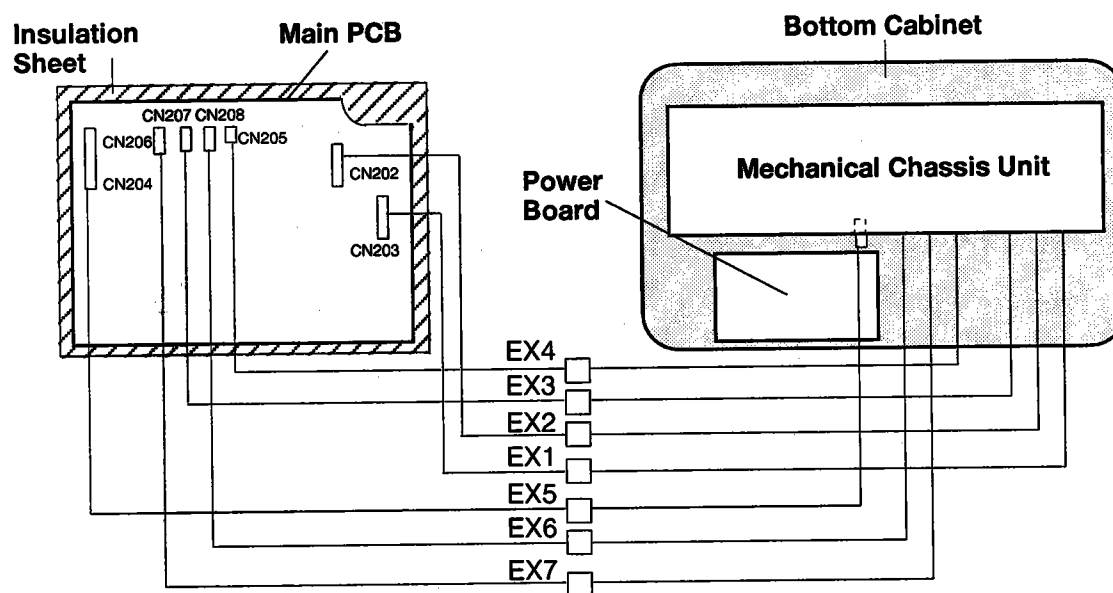 Insulation
Sheet
Main PCB
Bottom Cabinet
CN207 CN208
CN206
CN205
CN204
CN202
CN203
Mechanical Chassis Unit
Power
Board
EX4
EX3
EX2
EX1
EX5
EX6
EX7